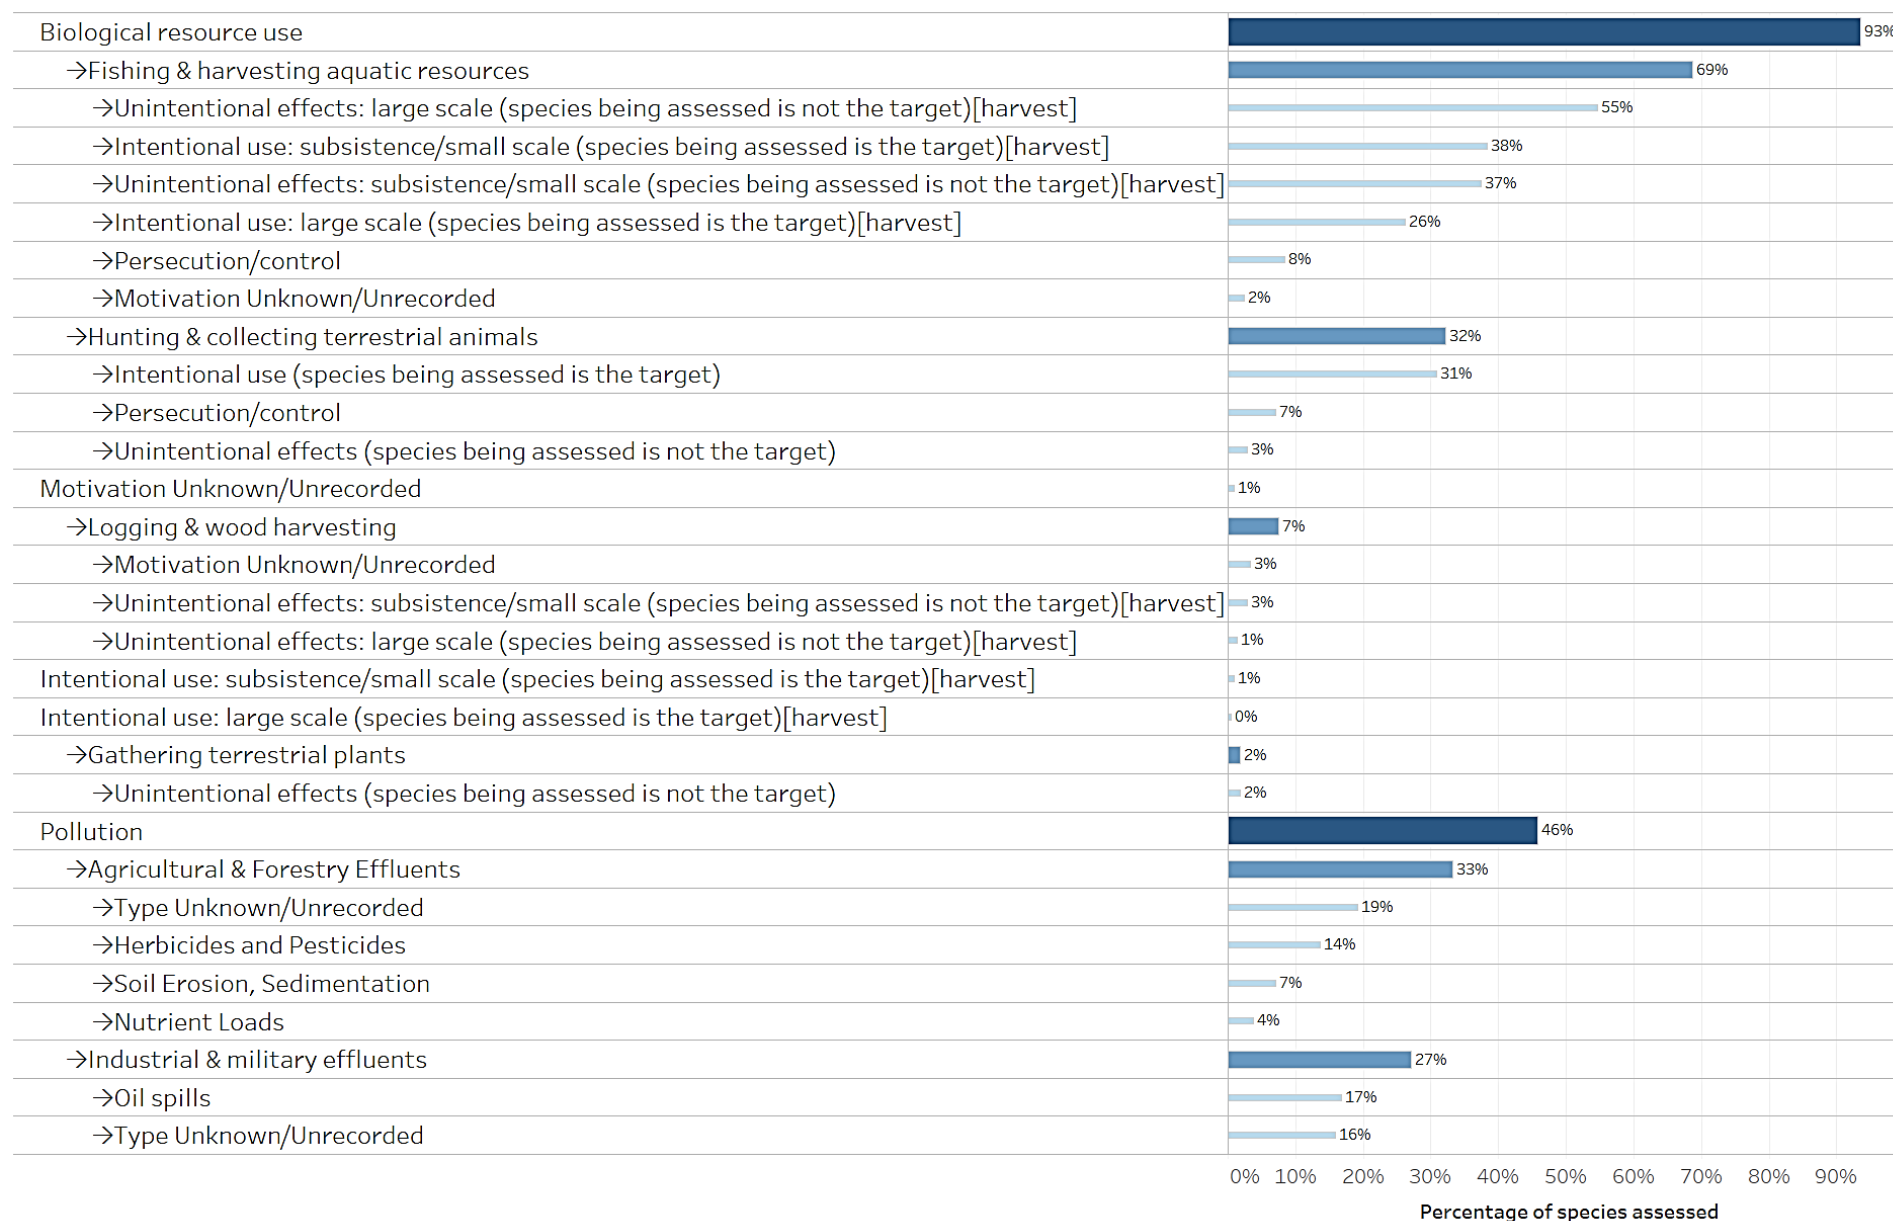 Biological resource use 93%
→Fishing & harvesting aquatic resources 69%
→Unintentional effects: large scale (species being assessed is not the target)[harvest] 55%
→Intentional use: subsistence/small scale (species being assessed is the target)[harvest] 38%
→Unintentional effects: subsistence/small scale (species being assessed is not the target)[harvest] 37%
→Intentional use: large scale (species being assessed is the target)[harvest] 26%
→Persecution/control 8%
→Motivation Unknown/Unrecorded 2%
→Hunting & collecting terrestrial animals 32%
→Intentional use (species being assessed is the target) 31%
→Persecution/control 7%
→Unintentional effects (species being assessed is not the target) 3%
Motivation Unknown/Unrecorded 1%
→Logging & wood harvesting 7%
→Motivation Unknown/Unrecorded 3%
→Unintentional effects: subsistence/small scale (species being assessed is not the target)[harvest] 3%
→Unintentional effects: large scale (species being assessed is not the target)[harvest] 1%
Intentional use: subsistence/small scale (species being assessed is the target)[harvest] 1%
Intentional use: large scale (species being assessed is the target)[harvest] 0%
→Gathering terrestrial plants 2%
→Unintentional effects (species being assessed is not the target) 2%
Pollution 46%
→Agricultural & Forestry Effluents 33%
→Type Unknown/Unrecorded 19%
→Herbicides and Pesticides 14%
→Soil Erosion, Sedimentation 7%
→Nutrient Loads 4%
→Industrial & military effluents 27%
→Oil spills 17%
→Type Unknown/Unrecorded 16%
0% 10% 20% 30% 40% 50% 60% 70% 80% 90%
Percentage of species assessed